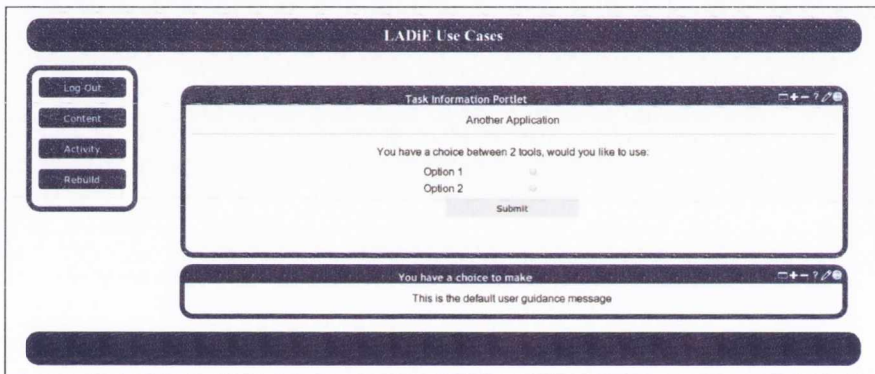 LADiE Use Cases
Log Out
Content
Activity
Rebuild
Task Information Portlet
Another Application
You have a choice between 2 tools, would you like to use:
Option 1
Option 2
Submit
You have a choice to make
This is the default user guidance message